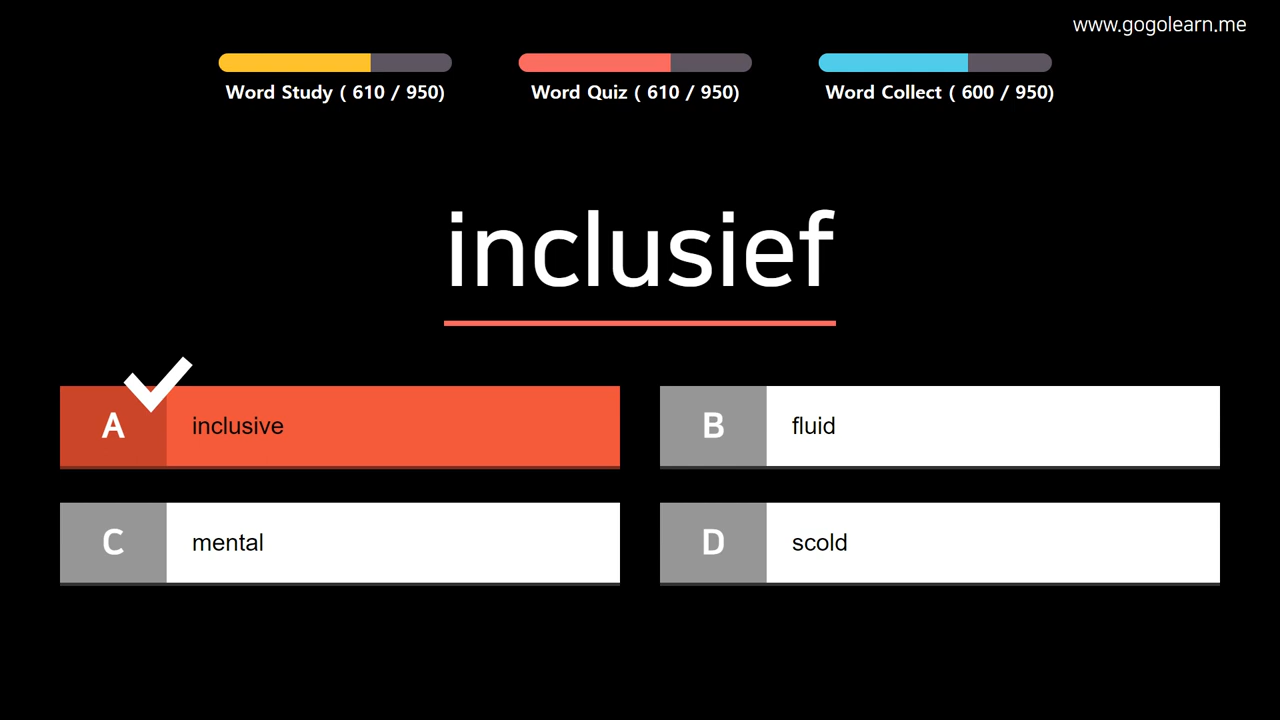 www.gogolearn.me
Word Study ( 610 / 950)
Word Quiz ( 610 / 950)
Word Collect ( 600 / 950)
inclusief
A inclusive
B fluid
C mental
D scold